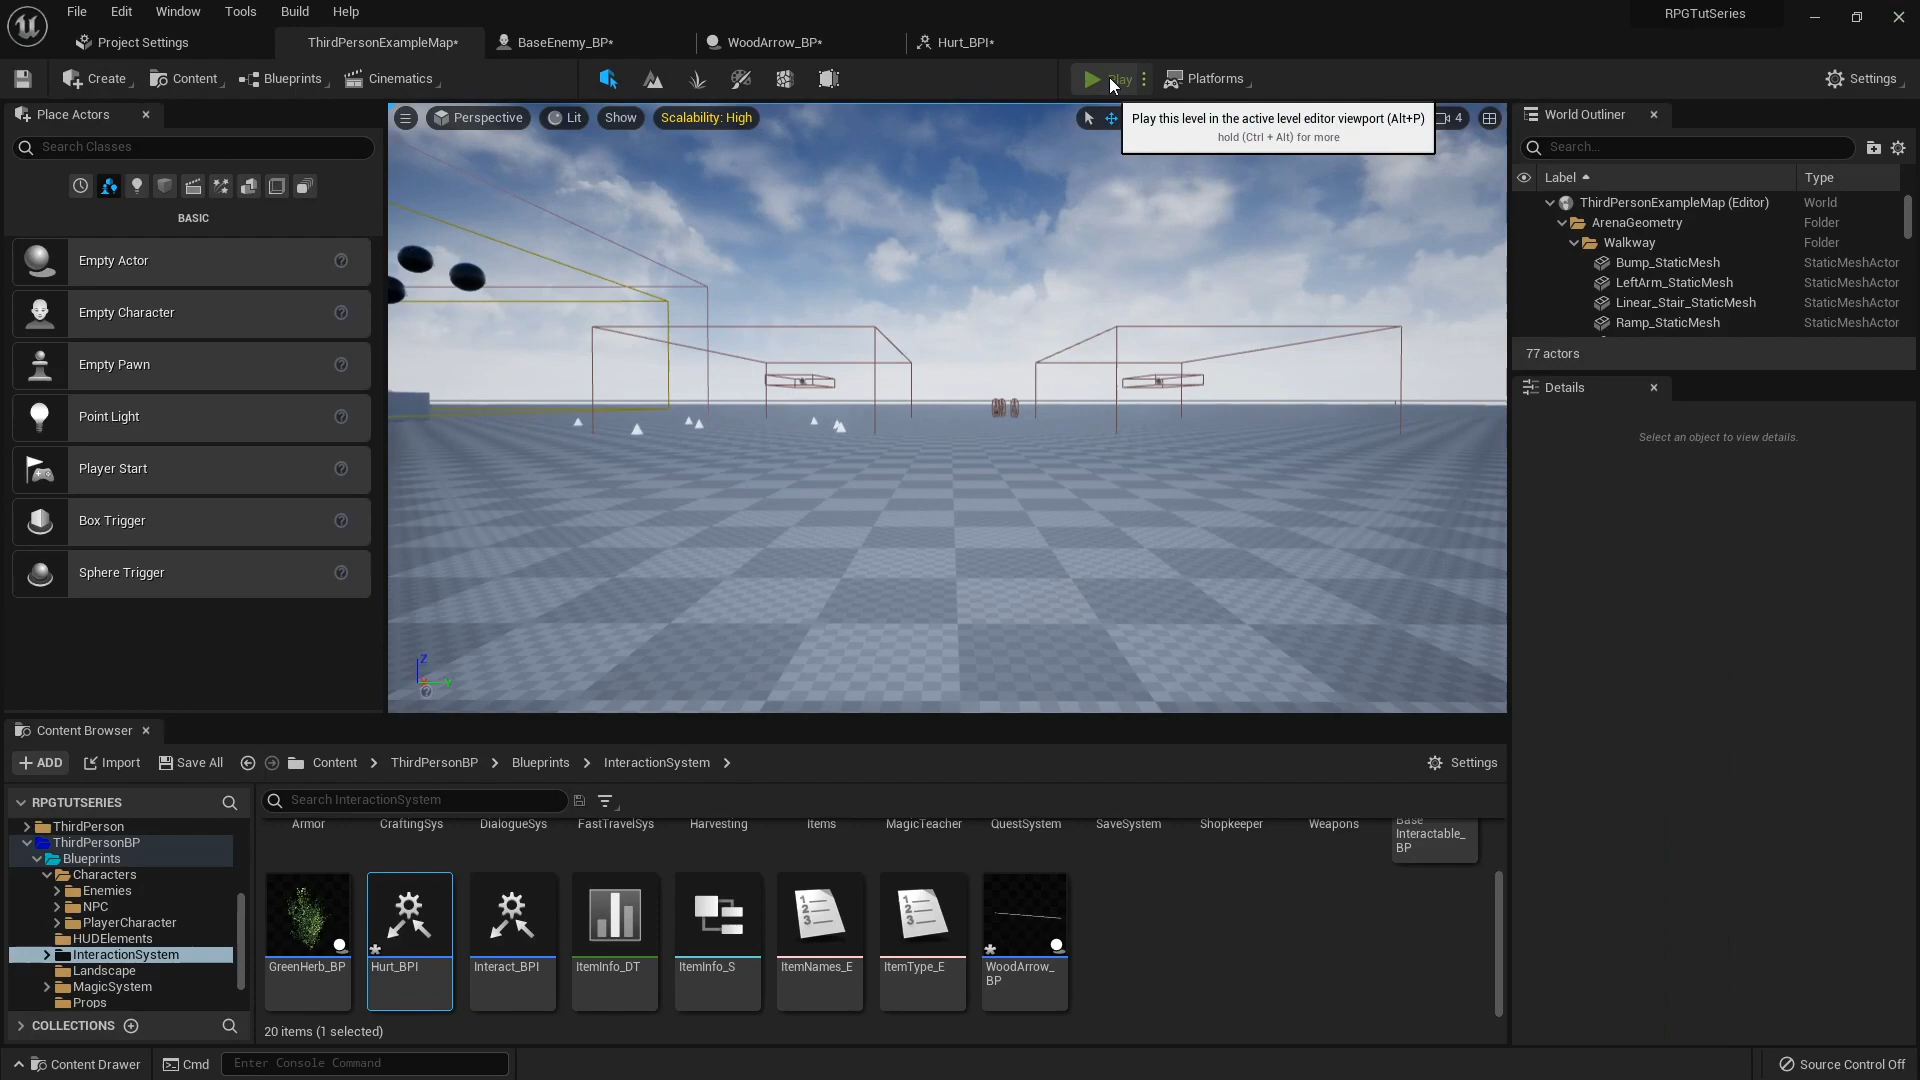 File Edit Window Tools Build Help
RPGTutSeries
Project Settings
ThirdPersonExampleMap*
BaseEnemy_BP*
WoodArrow_BP*
Hurt_BPI*
Create
Content
Blueprints
Cinematics
Play
Platforms
Settings
Place Actors
Search Classes
BASIC
Empty Actor
Empty Character
Empty Pawn
Point Light
Player Start
Box Trigger
Sphere Trigger
Perspective
Lit
Show
Scalability: High
4
Play this level in the active level editor viewport (Alt+P)
hold (Ctrl + Alt) for more
Z
Y
World Outliner
Search...
Label Type
ThirdPersonExampleMap (Editor) World
ArenaGeometry Folder
Walkway Folder
Bump_StaticMesh StaticMeshActor
LeftArm_StaticMesh StaticMeshActor
Linear_Stair_StaticMesh StaticMeshActor
Ramp_StaticMesh StaticMeshActor
77 actors
Details
Select an object to view details.
Content Browser
ADD
Import
Save All
Content > ThirdPersonBP > Blueprints > InteractionSystem >
Settings
RPGTUTSERIES
ThirdPerson
ThirdPersonBP
Blueprints
Characters
Enemies
NPC
PlayerCharacter
HUDElements
InteractionSystem
Landscape
MagicSystem
Props
COLLECTIONS
Search InteractionSystem
Armor CraftingSys DialogueSys FastTravelSys Harvesting Items MagicTeacher QuestSystem SaveSystem Shopkeeper Weapons
Base
Interactable_
BP
GreenHerb_BP
Hurt_BPI
Interact_BPI
ItemInfo_DT
ItemInfo_S
ItemNames_E
ItemType_E
WoodArrow_
BP
20 items (1 selected)
Content Drawer
Cmd
Enter Console Command
Source Control Off